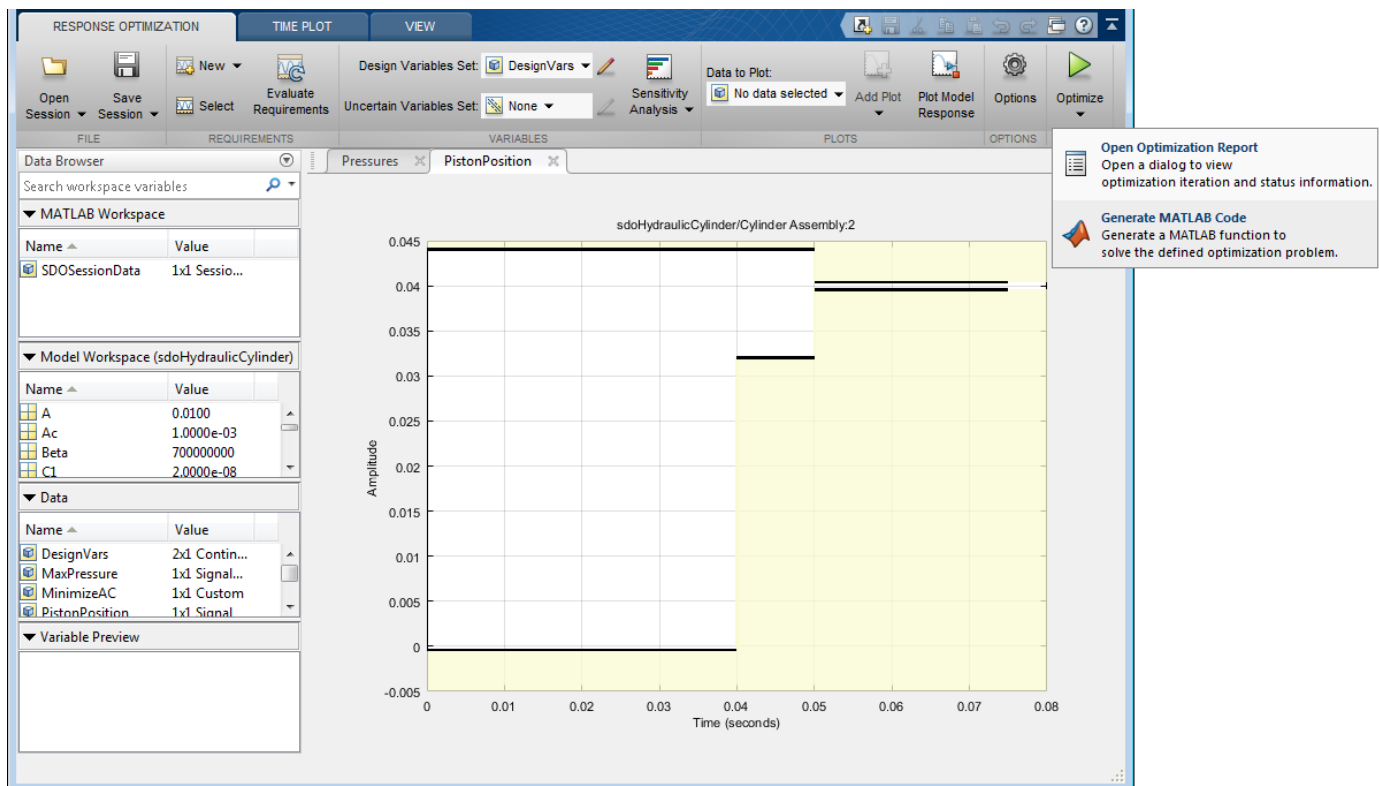 RESPONSE OPTIMIZATION TIME PLOT VIEW
Open Session
Save Session
New
Select
Evaluate Requirements
Design Variables Set: DesignVars
Uncertain Variables Set: None
Sensitivity Analysis
Data to Plot:
No data selected
Add Plot
Plot Model Response
Options
Optimize
FILE REQUIREMENTS VARIABLES PLOTS OPTIONS
Open Optimization Report
Open a dialog to view
optimization iteration and status information.
Generate MATLAB Code
Generate a MATLAB function to
solve the defined optimization problem.
Data Browser
Search workspace variables
MATLAB Workspace
Name Value
SDOSessionData 1x1 Sessio...
Model Workspace (sdoHydraulicCylinder)
Name Value
A 0.0100
Ac 1.0000e-03
Beta 700000000
C1 2.0000e-08
Data
Name Value
DesignVars 2x1 Contin...
MaxPressure 1x1 Signal...
MinimizeAC 1x1 Custom
PistonPosition 1x1 Signal
Variable Preview
Pressures PistonPosition
sdoHydraulicCylinder/Cylinder Assembly:2
0.045
0.04
0.035
0.03
0.025
0.02
0.015
0.01
0.005
0
-0.005
Amplitude
0 0.01 0.02 0.03 0.04 0.05 0.06 0.07 0.08
Time (seconds)